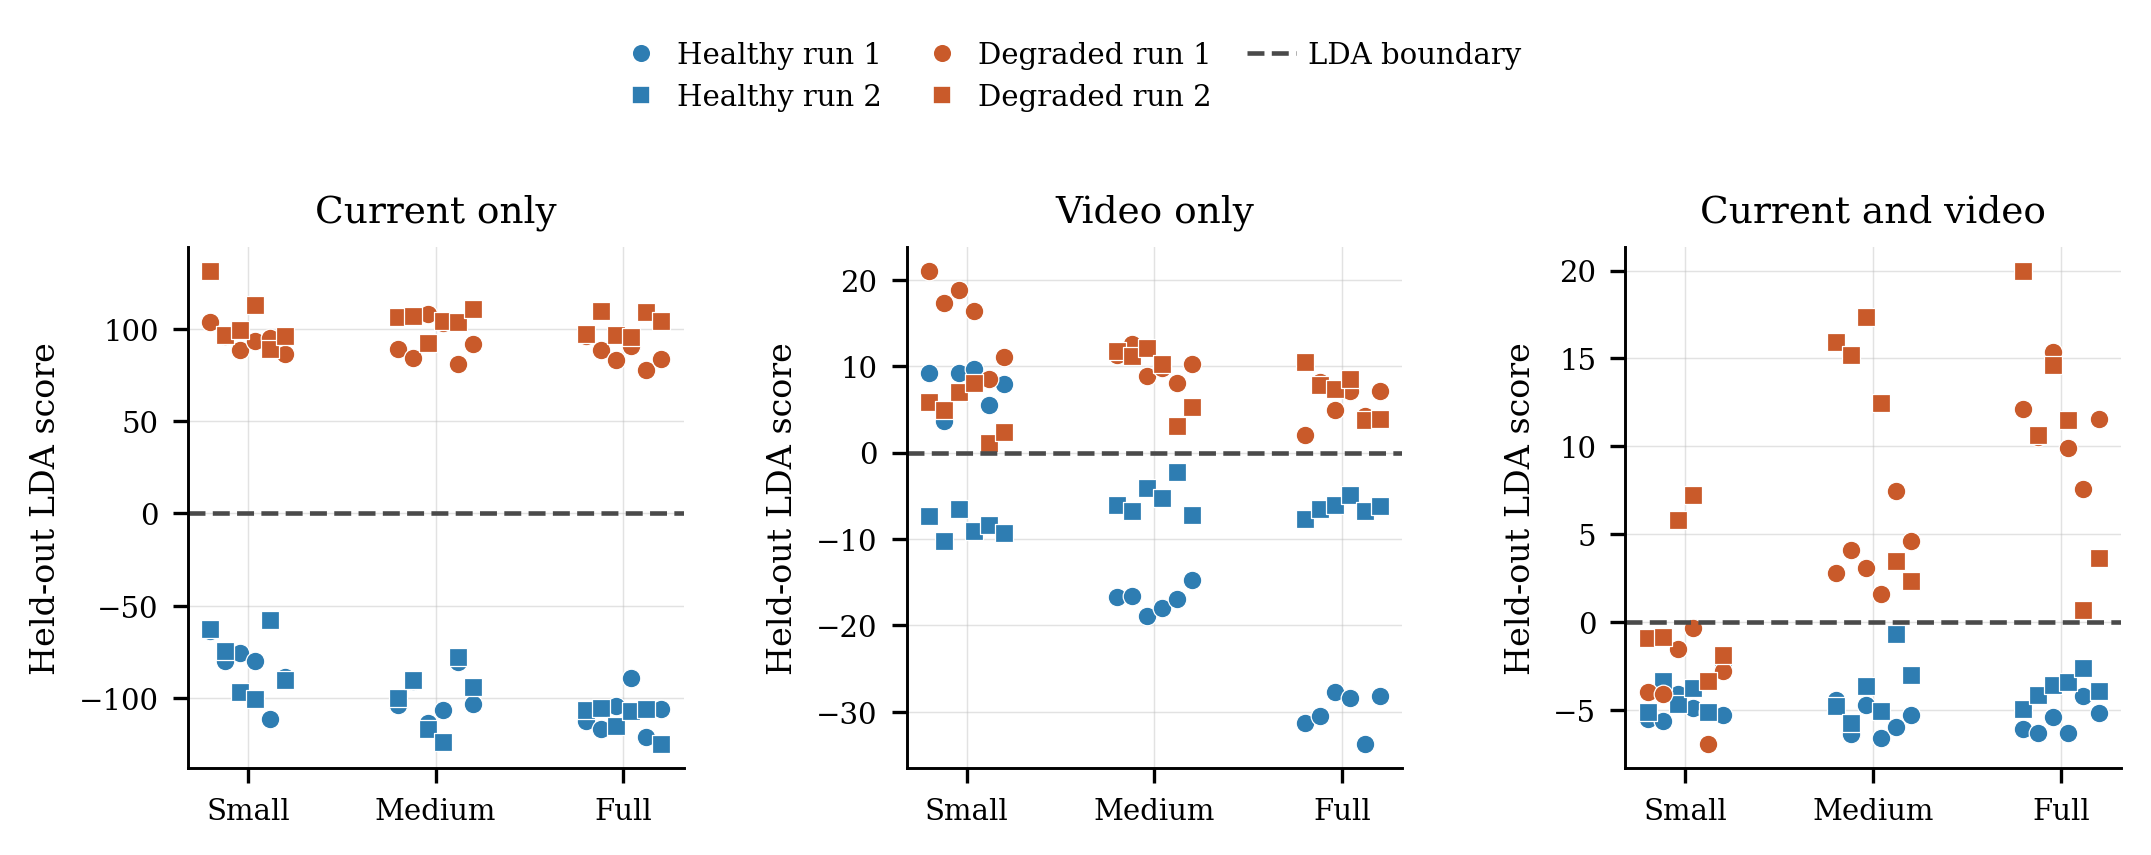 Healthy run 1
Healthy run 2
Degraded run 1
Degraded run 2
LDA boundary
Current only
Held-out LDA score
100
50
0
−50
−100
Small
Medium
Full
Video only
Held-out LDA score
20
10
0
−10
−20
−30
Small
Medium
Full
Current and video
Held-out LDA score
20
15
10
5
0
−5
Small
Medium
Full